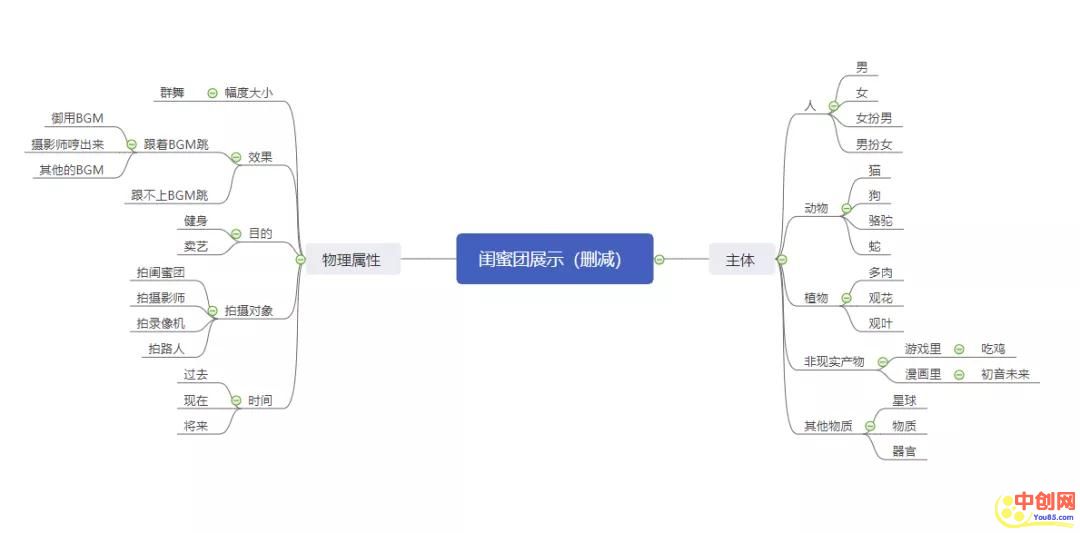 闺蜜团展示（删减）
物理属性
幅度大小
群舞
效果
跟着BGM跳
御用BGM
摄影师哼出来
其他的BGM
跟不上BGM跳
目的
健身
卖艺
拍摄对象
拍闺蜜团
拍摄影师
拍录像机
拍路人
时间
过去
现在
将来
主体
人
男
女
女扮男
男扮女
动物
猫
狗
骆驼
蛇
植物
多肉
观花
观叶
非现实产物
游戏里
吃鸡
漫画里
初音未来
其他物质
星球
物质
器官
中创网
You85.com